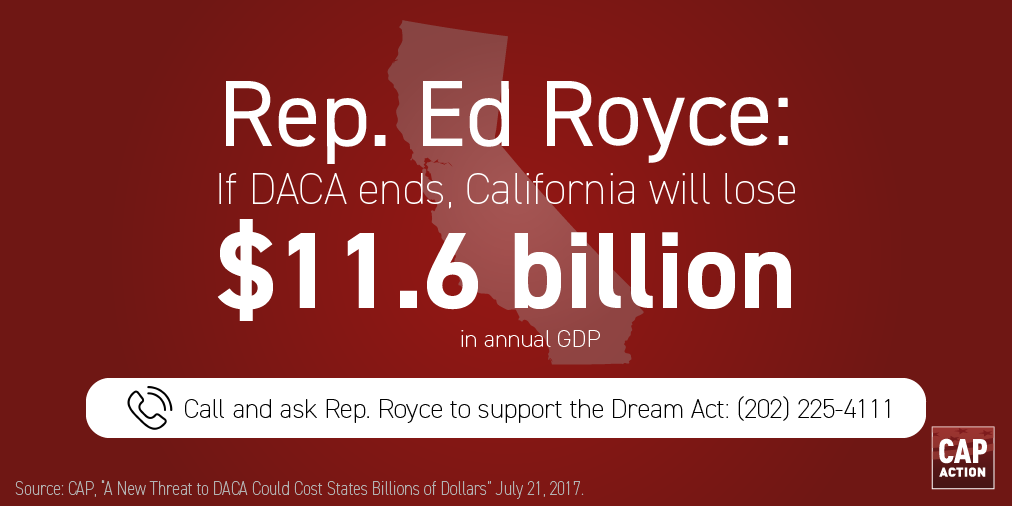 Rep. Ed Royce:
If DACA ends, California will lose
$11.6 billion
in annual GDP
Call and ask Rep. Royce to support the Dream Act: (202) 225-4111
CAP
ACTION
Source: CAP, "A New Threat to DACA Could Cost States Billions of Dollars" July 21, 2017.